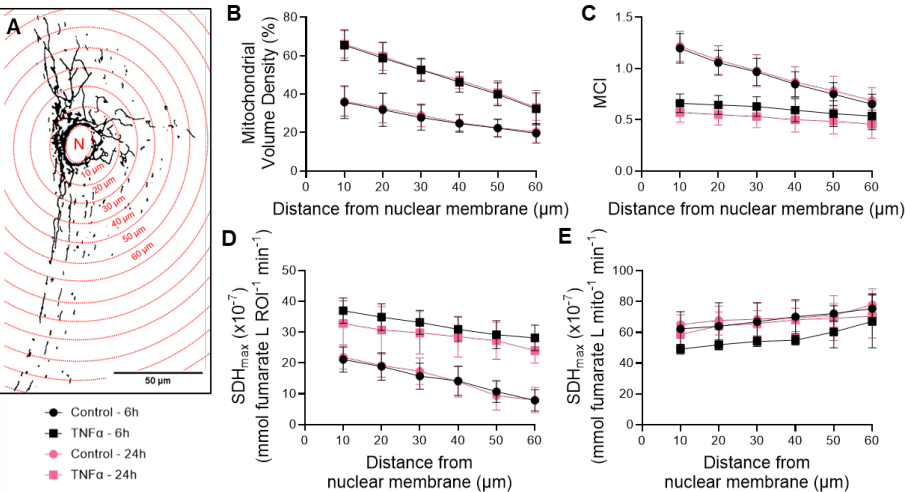 A
N
10 µm
20 µm
30 µm
40 µm
50 µm
60 µm
50 µm
Control - 6h
TNFα - 6h
Control - 24h
TNFα - 24h
B
Mitochondrial
Volume Density (%)
80
60
40
20
0
0 10 20 30 40 50 60
Distance from nuclear membrane (µm)
C
MCI
1.5
1.0
0.5
0.0
0 10 20 30 40 50 60
Distance from nuclear membrane (µm)
D
SDHmax (x10⁻⁷)
(mmol fumarate L ROI⁻¹ min⁻¹)
50
40
30
20
10
0
0 10 20 30 40 50 60
Distance from
nuclear membrane (µm)
E
SDHmax (x10⁻⁷)
(mmol fumarate L mito⁻¹ min⁻¹)
100
80
60
40
20
0
0 10 20 30 40 50 60
Distance from
nuclear membrane (µm)